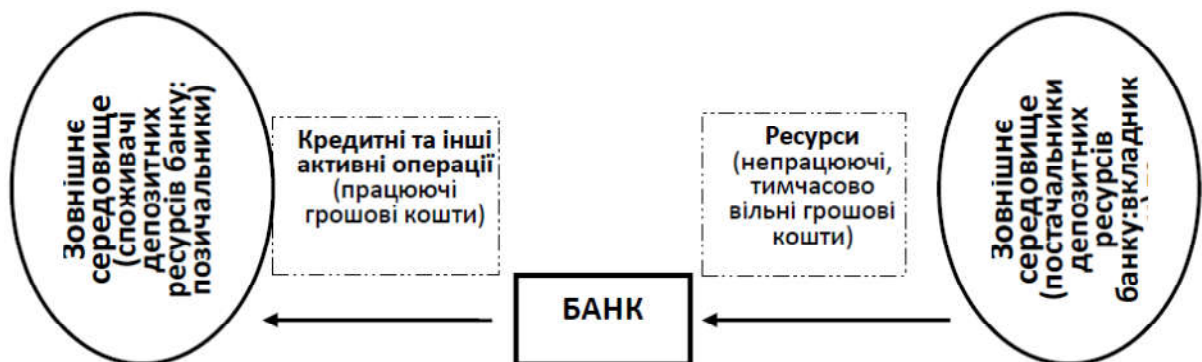 Зовнішнє
середовище
(споживачі
депозитних
ресурсів банку:
позичальники)
Кредитні та інші
активні операції
(працюючі
грошові кошти)
БАНК
Ресурси
(непрацюючі,
тимчасово
вільні грошові
кошти)
Зовнішнє
середовище
(постачальники
депозитних
ресурсів
банку:вкладник